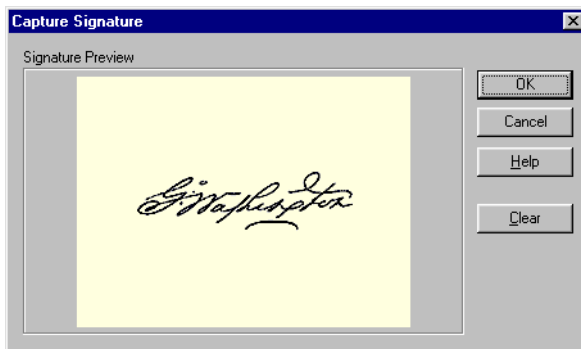 Capture Signature
Signature Preview
OK
Cancel
Help
Clear
G. Washington